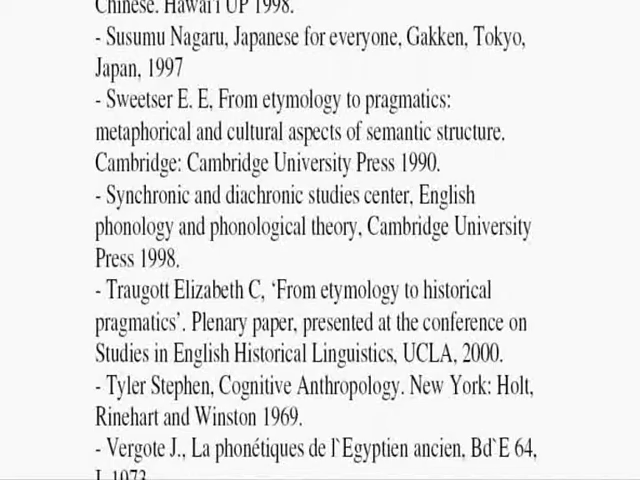 Chinese. Hawai'i UP 1998.
- Susumu Nagaru, Japanese for everyone, Gakken, Tokyo,
Japan, 1997
- Sweetser E. E, From etymology to pragmatics:
metaphorical and cultural aspects of semantic structure.
Cambridge: Cambridge University Press 1990.
- Synchronic and diachronic studies center, English
phonology and phonological theory, Cambridge University
Press 1998.
- Traugott Elizabeth C, ‘From etymology to historical
pragmatics’. Plenary paper, presented at the conference on
Studies in English Historical Linguistics, UCLA, 2000.
- Tyler Stephen, Cognitive Anthropology. New York: Holt,
Rinehart and Winston 1969.
- Vergote J., La phonétiques de l`Egyptien ancien, Bd`E 64,
1973